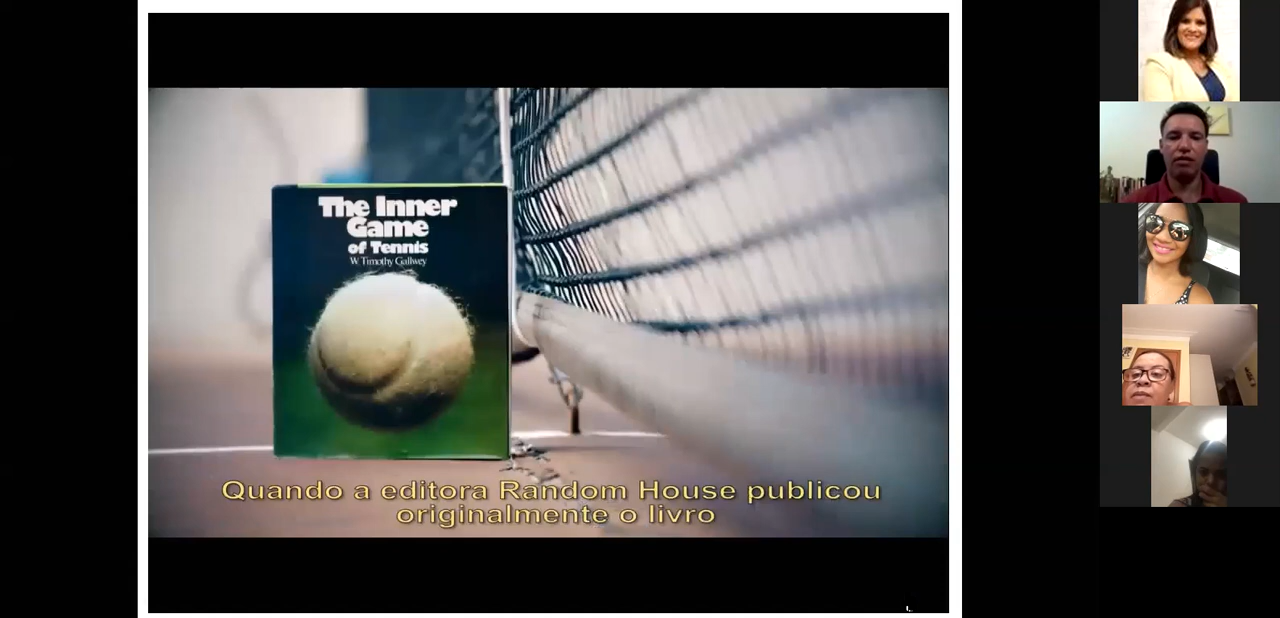 The Inner
Game
of Tennis
W. Timothy Gallwey
Quando a editora Random House publicou
originalmente o livro